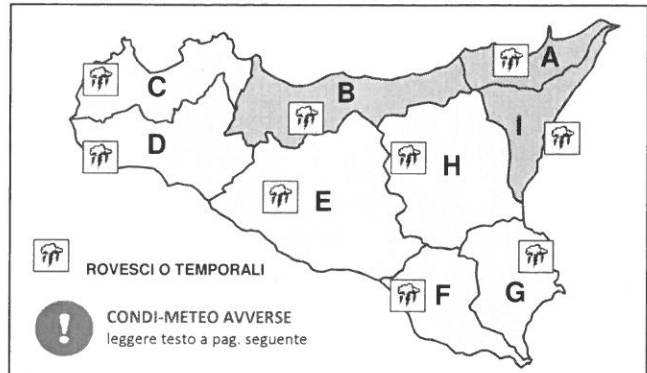 A
C
B
I
D
H
E
G
F
ROVESCI O TEMPORALI
!
CONDI-METEO AVVERSE
leggere testo a pag. seguente